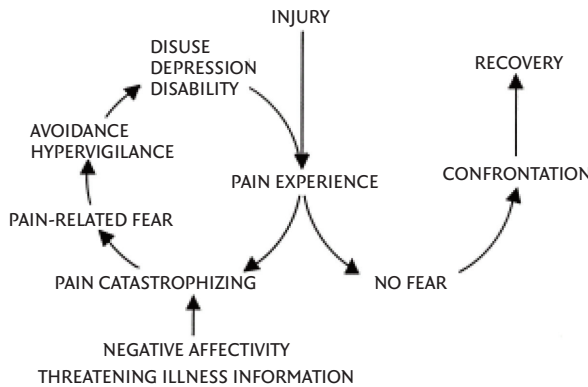 INJURY
DISUSE
DEPRESSION
DISABILITY
RECOVERY
AVOIDANCE
HYPERVIGILANCE
PAIN EXPERIENCE
CONFRONTATION
PAIN-RELATED FEAR
PAIN CATASTROPHIZING
NO FEAR
NEGATIVE AFFECTIVITY
THREATENING ILLNESS INFORMATION